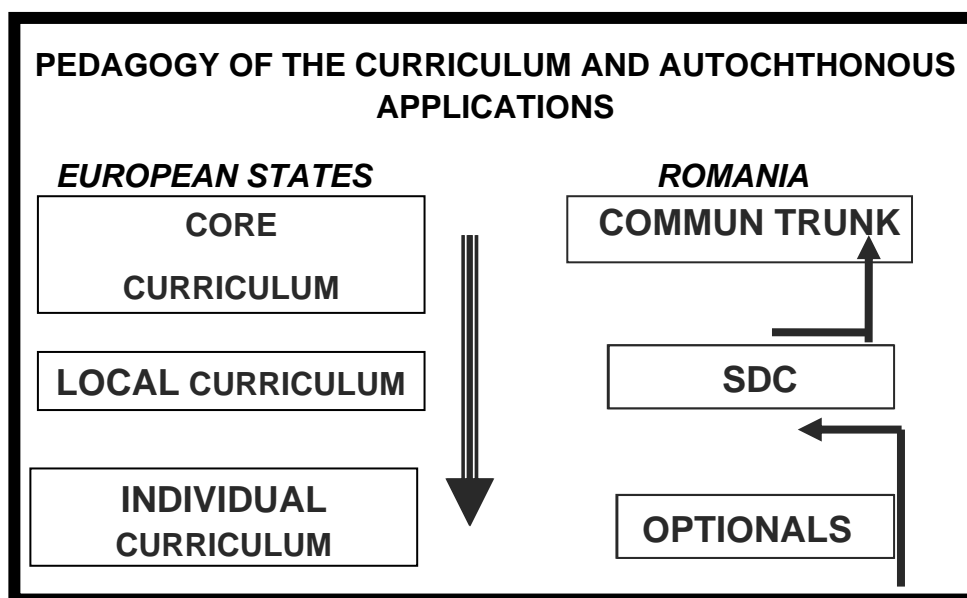 PEDAGOGY OF THE CURRICULUM AND AUTOCHTHONOUS
APPLICATIONS
EUROPEAN STATES
CORE
CURRICULUM
LOCAL CURRICULUM
INDIVIDUAL
CURRICULUM
ROMANIA
COMMUN TRUNK
SDC
OPTIONALS